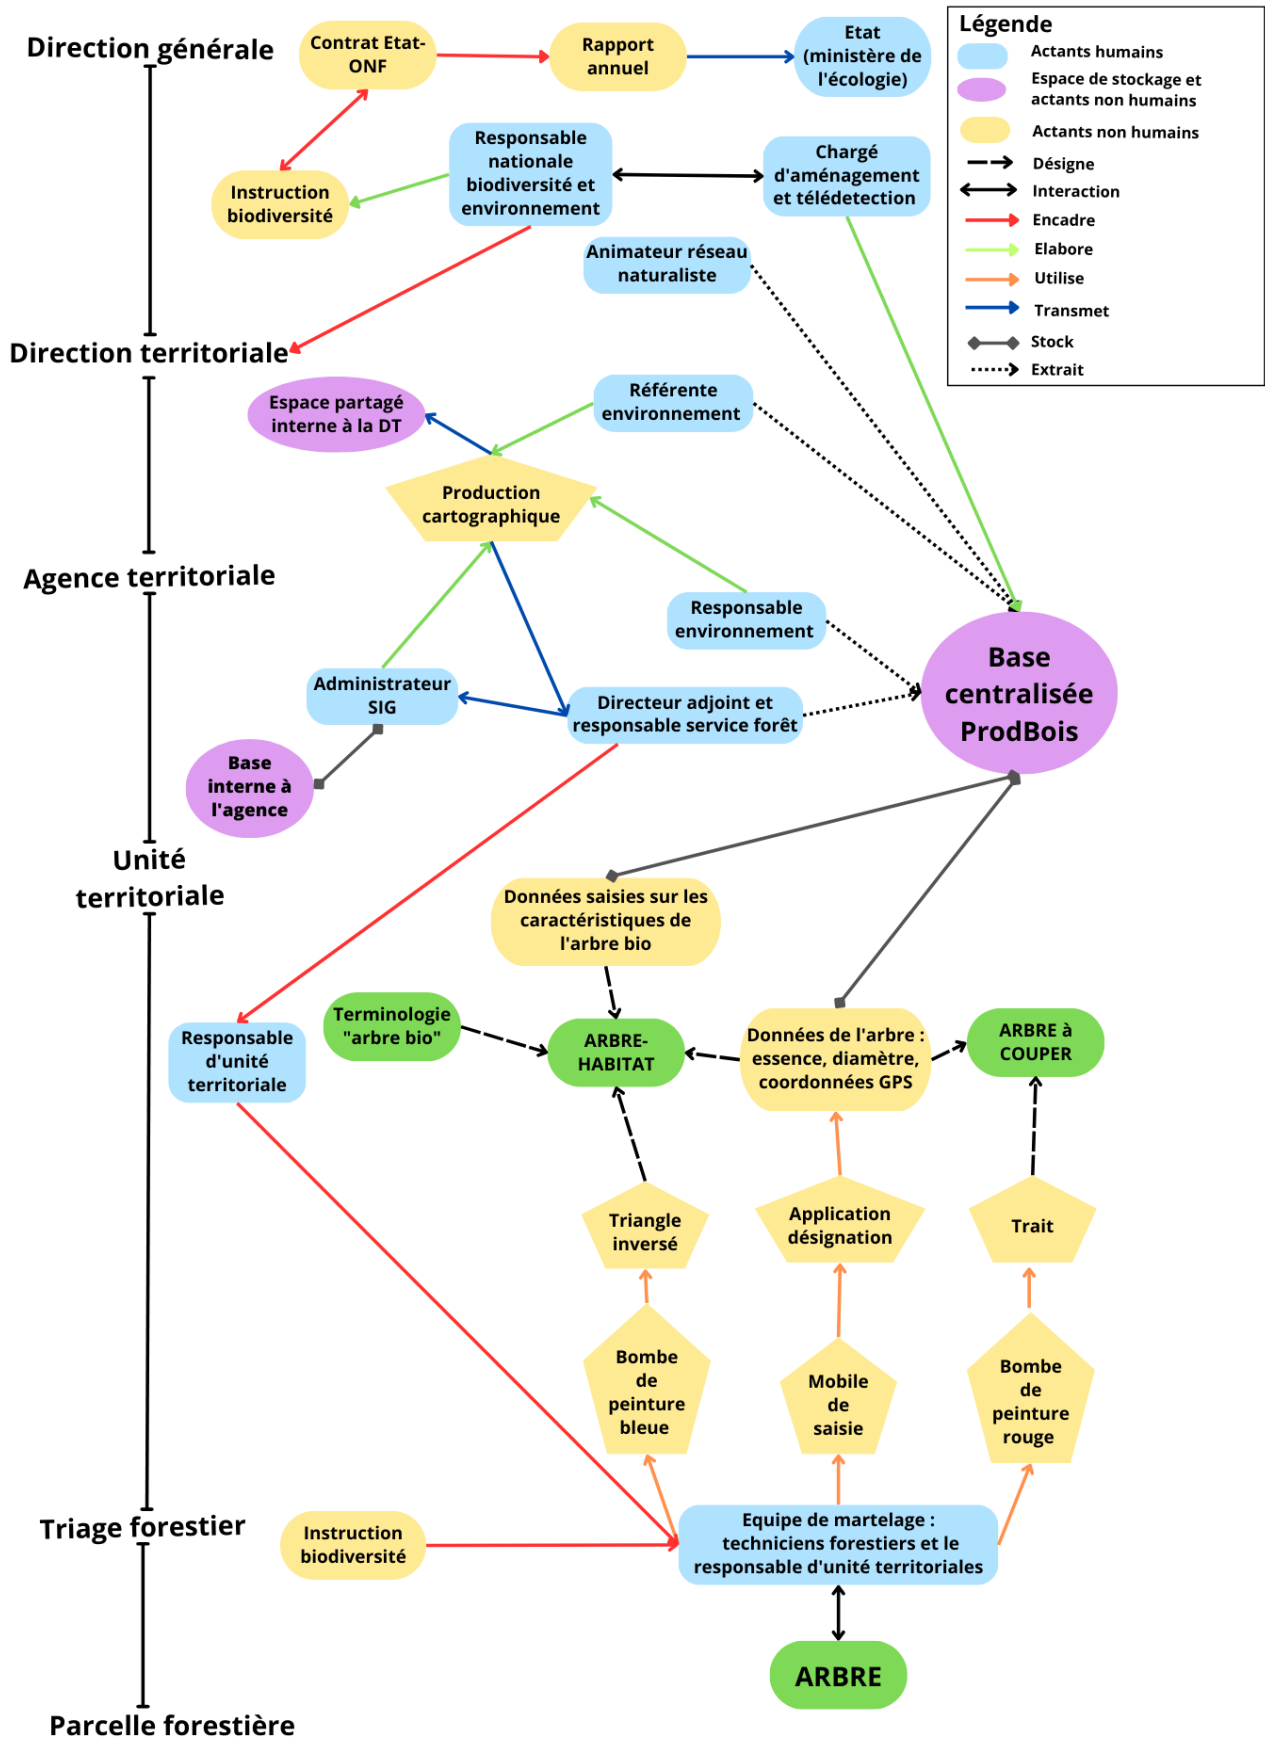 Direction générale
Contrat Etat-
ONF
Rapport
annuel
Etat
(ministère de
l'écologie)
Légende
Actants humains
Espace de stockage et
actants non humains
Actants non humains
Désigne
Interaction
Encadre
Elabore
Utilise
Transmet
Stock
Extrait
Instruction
biodiversité
Responsable
nationale
biodiversité et
environnement
Chargé
d'aménagement
et télédetection
Animateur réseau
naturaliste
Direction territoriale
Espace partagé
interne à la DT
Référente
environnement
Production
cartographique
Agence territoriale
Responsable
environnement
Administrateur
SIG
Directeur adjoint et
responsable service forêt
Base
centralisée
ProdBois
Base
interne à
l'agence
Unité
territoriale
Données saisies sur les
caractéristiques de
l'arbre bio
Responsable
d'unité
territoriale
Terminologie
"arbre bio"
ARBRE-
HABITAT
Données de l'arbre :
essence, diamètre,
coordonnées GPS
ARBRE à
COUPER
Triangle
inversé
Application
désignation
Trait
Bombe
de
peinture
bleue
Mobile
de
saisie
Bombe
de
peinture
rouge
Triage forestier
Instruction
biodiversité
Equipe de martelage :
techniciens forestiers et le
responsable d'unité territoriales
ARBRE
Parcelle forestière